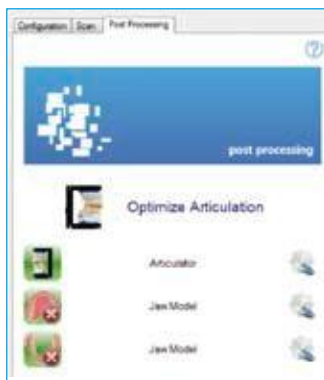 Configuration Scan Post Processing
?
post processing
Optimize Articulation
Articulator
Jaw Model
Jaw Model